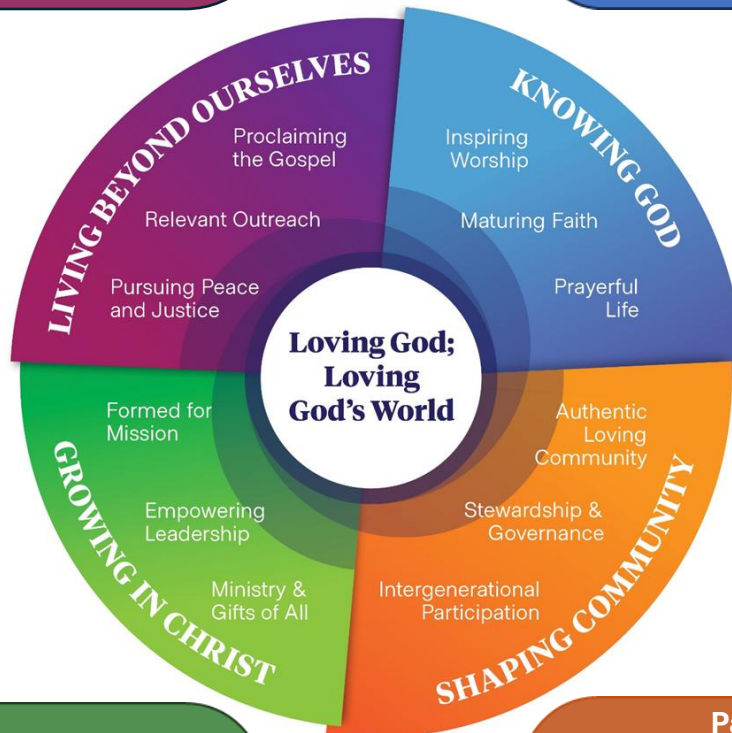 LIVING BEYOND OURSELVES
Proclaiming
the Gospel
Relevant Outreach
Pursuing Peace
and Justice
KNOWING GOD
Inspiring
Worship
Maturing Faith
Prayerful
Life
Loving God;
Loving
God's World
GROWING IN CHRIST
Formed for
Mission
Empowering
Leadership
Ministry &
Gifts of All
SHAPING COMMUNITY
Authentic
Loving
Community
Stewardship &
Governance
Intergenerational
Participation